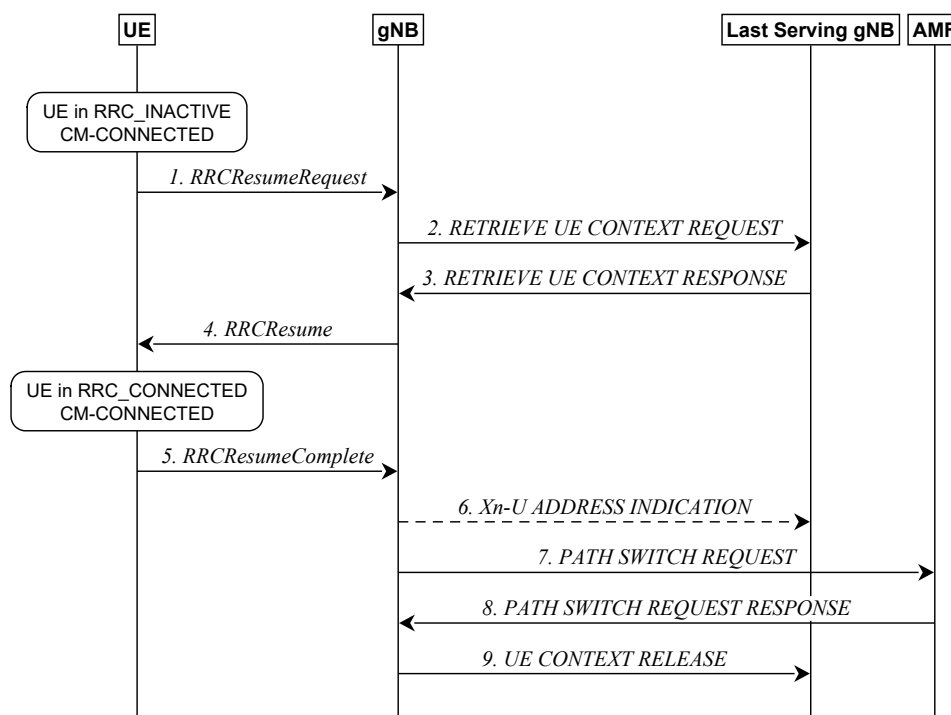 UE
gNB
Last Serving gNB
AMF
UE in RRC_INACTIVE
CM-CONNECTED
1. RRCResumeRequest
2. RETRIEVE UE CONTEXT REQUEST
3. RETRIEVE UE CONTEXT RESPONSE
4. RRCResume
UE in RRC_CONNECTED
CM-CONNECTED
5. RRCResumeComplete
6. Xn-U ADDRESS INDICATION
7. PATH SWITCH REQUEST
8. PATH SWITCH REQUEST RESPONSE
9. UE CONTEXT RELEASE